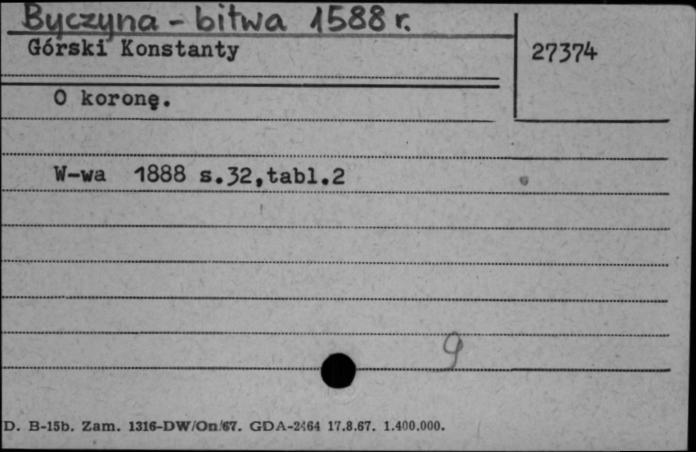 Byczyna - bitwa 1588 r.
Górski Konstanty
27374
O koronę.
W-wa 1888 s.32,tabl.2
9
D. B-15b. Zam. 1316-DW/On/67. GDA-2464 17.8.67. 1.400.000.